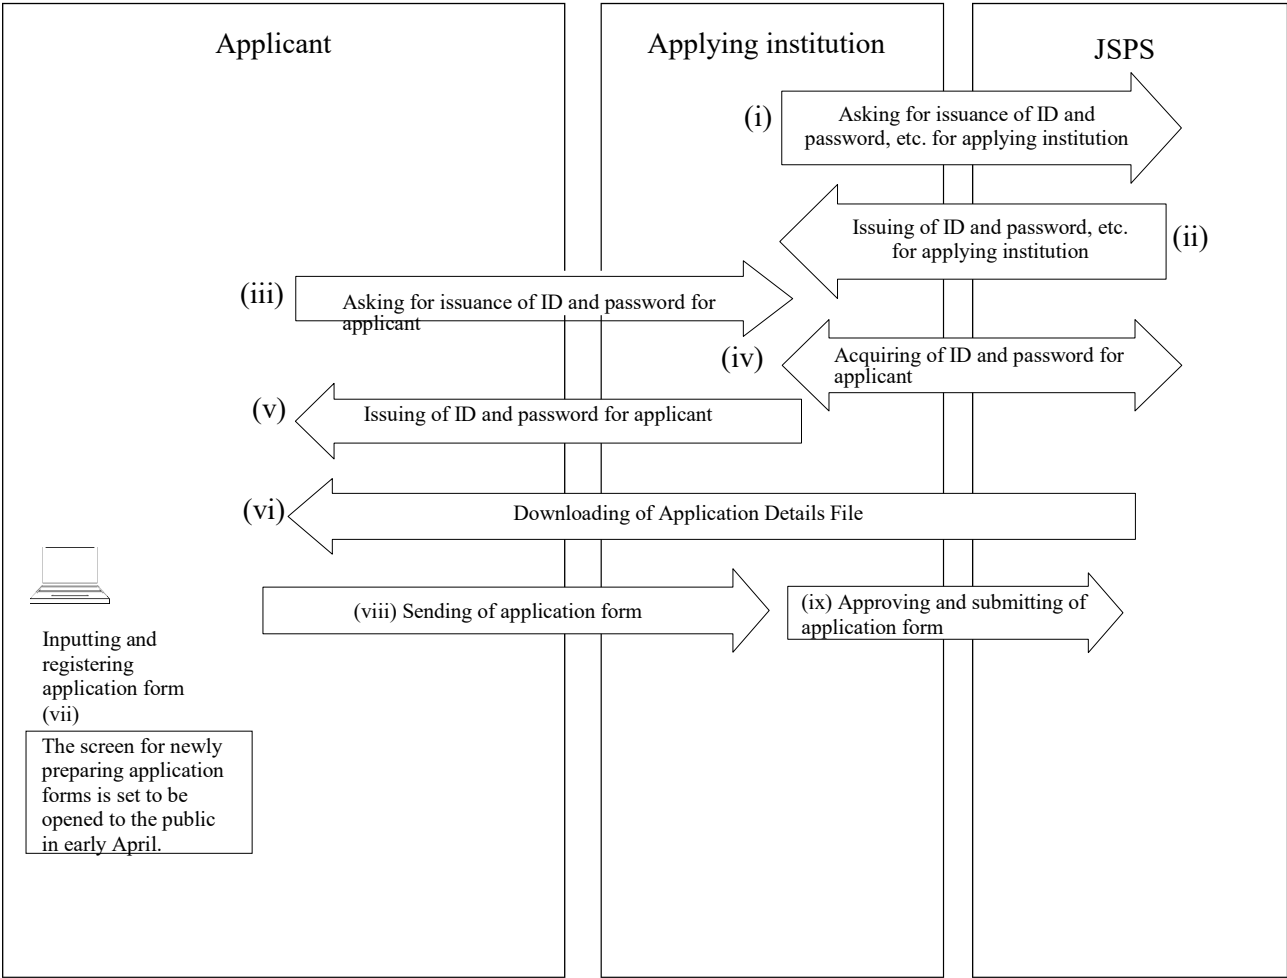 Applicant
Applying institution
JSPS
(i)
Asking for issuance of ID and
password, etc. for applying institution
Issuing of ID and password, etc.
for applying institution
(ii)
(iii)
Asking for issuance of ID and password for
applicant
(iv)
Acquiring of ID and password for
applicant
(v)
Issuing of ID and password for applicant
(vi)
Downloading of Application Details File
(viii) Sending of application form
(ix) Approving and submitting of
application form
Inputting and
registering
application form
(vii)
The screen for newly
preparing application
forms is set to be
opened to the public
in early April.